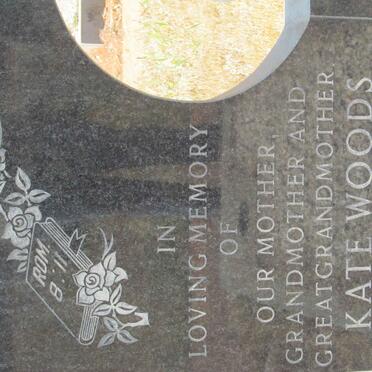 ROM.
8:11
IN
LOVING MEMORY
OF
OUR MOTHER,
GRANDMOTHER AND
GREATGRANDMOTHER
KATE WOODS